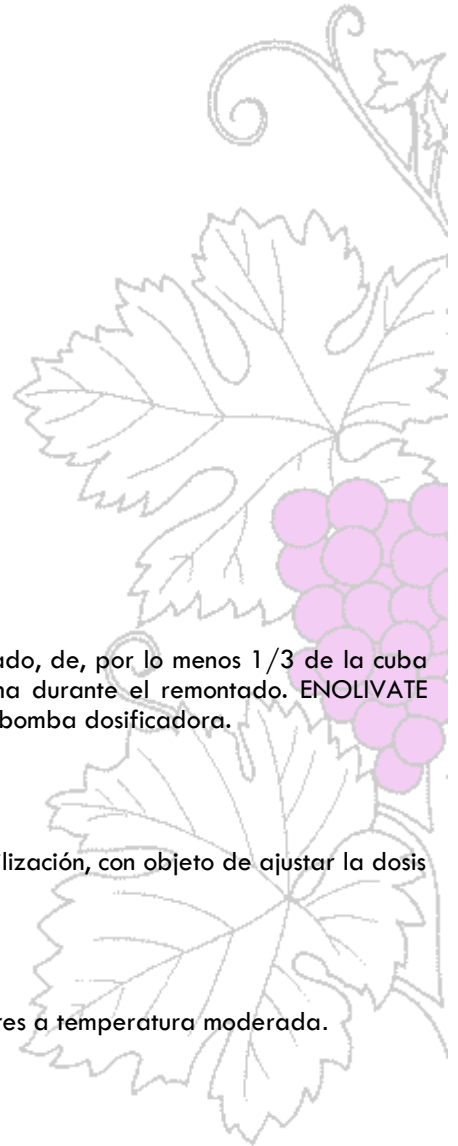 ado, de, por lo menos 1/3 de la cuba
na durante el remontado. ENOLIVATE
bomba dosificadora.
ilización, con objeto de ajustar la dosis
res a temperatura moderada.